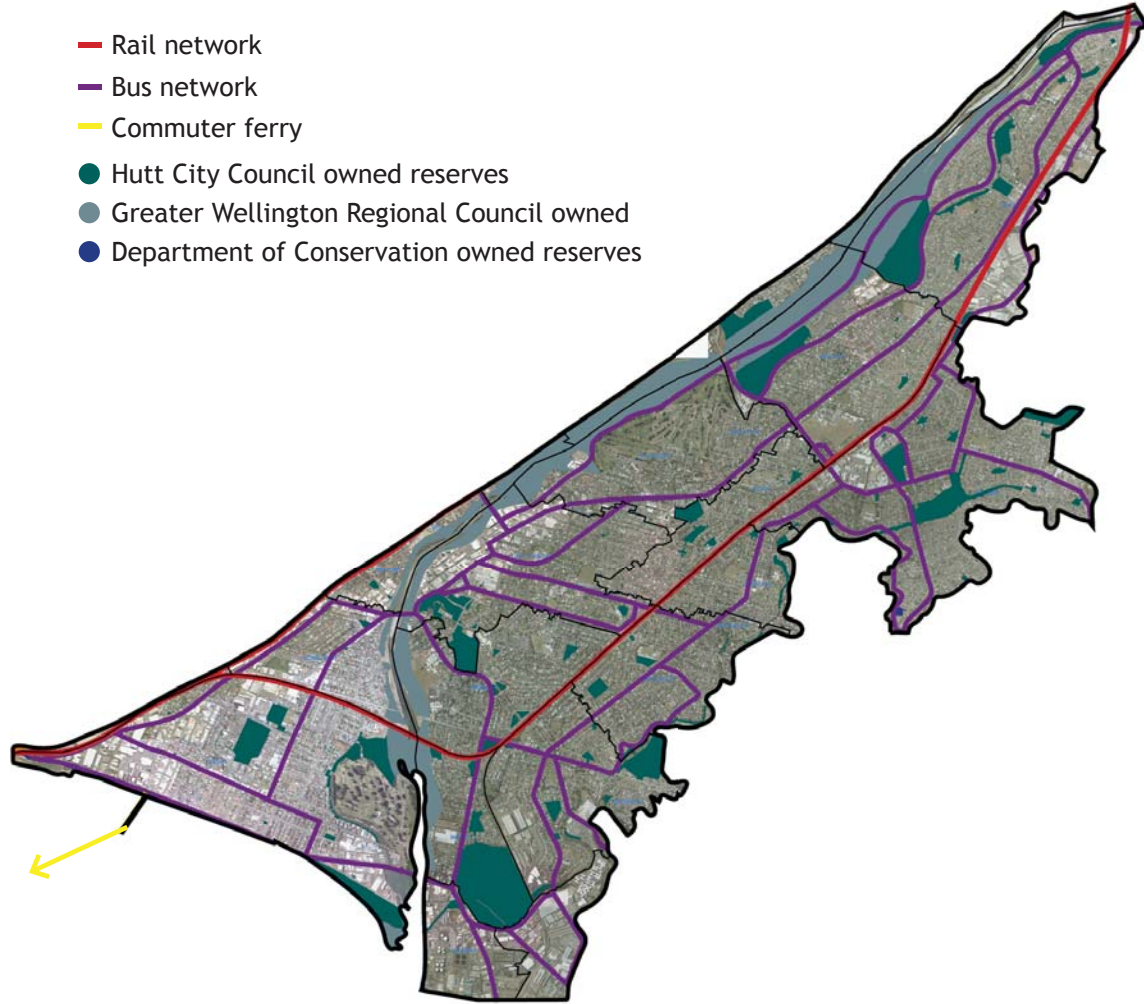 Rail network
Bus network
Commuter ferry
Hutt City Council owned reserves
Greater Wellington Regional Council owned
Department of Conservation owned reserves